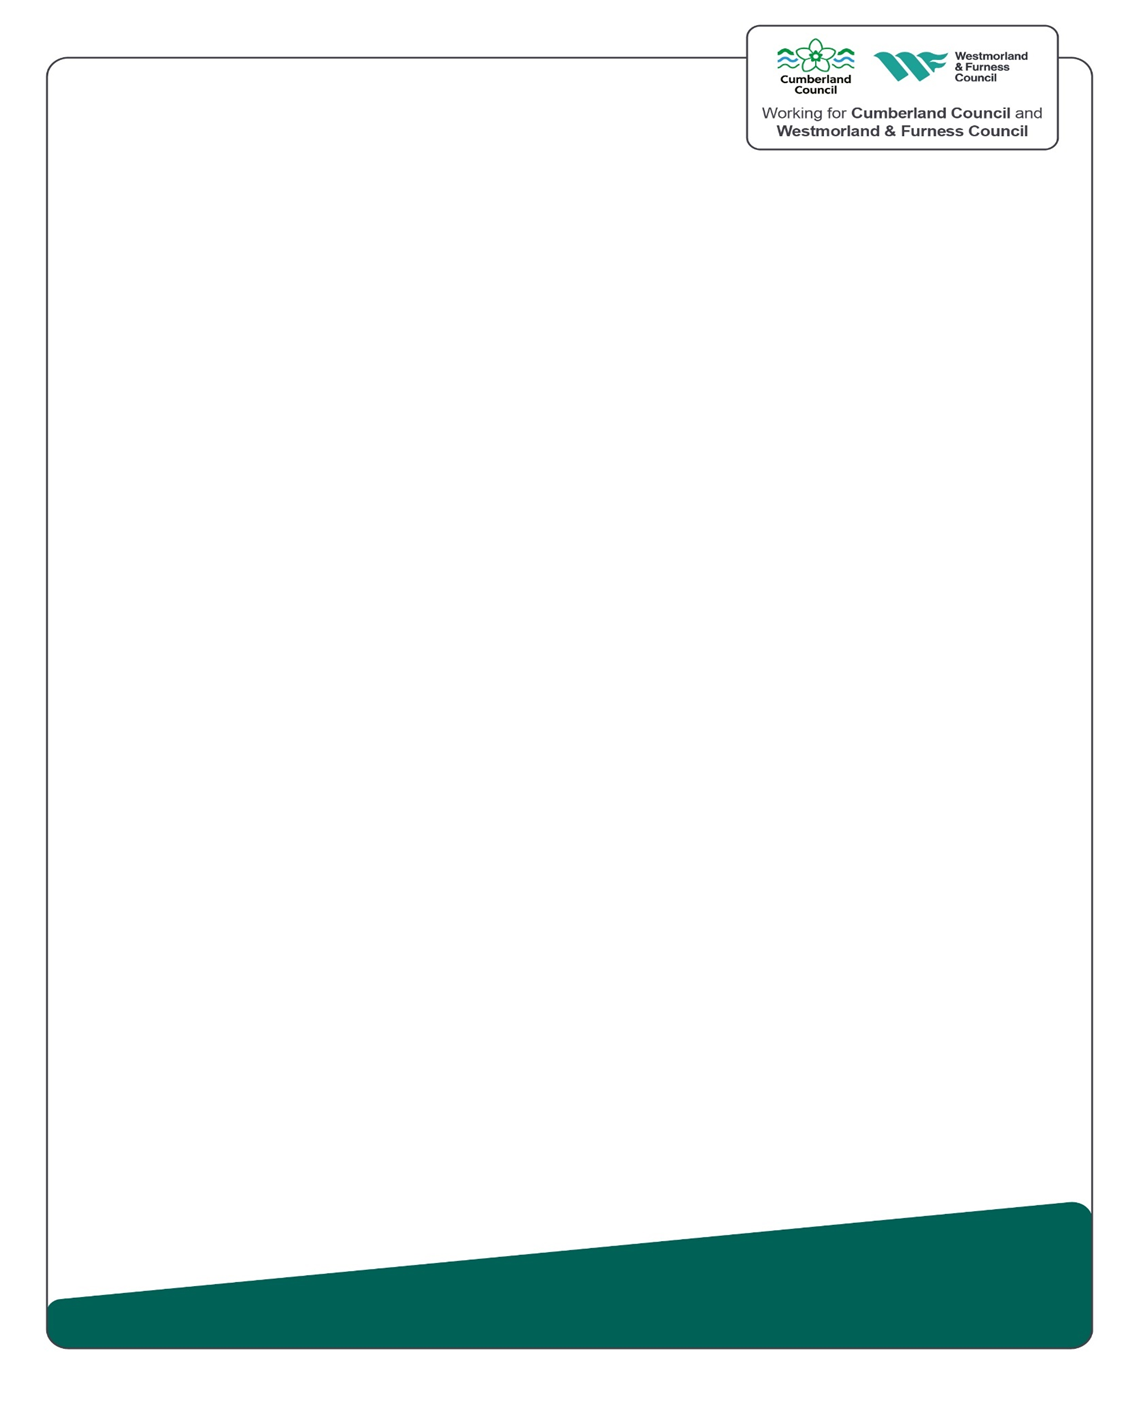 Cumberland
Council
Westmorland
& Furness
Council
Working for Cumberland Council and
Westmorland & Furness Council